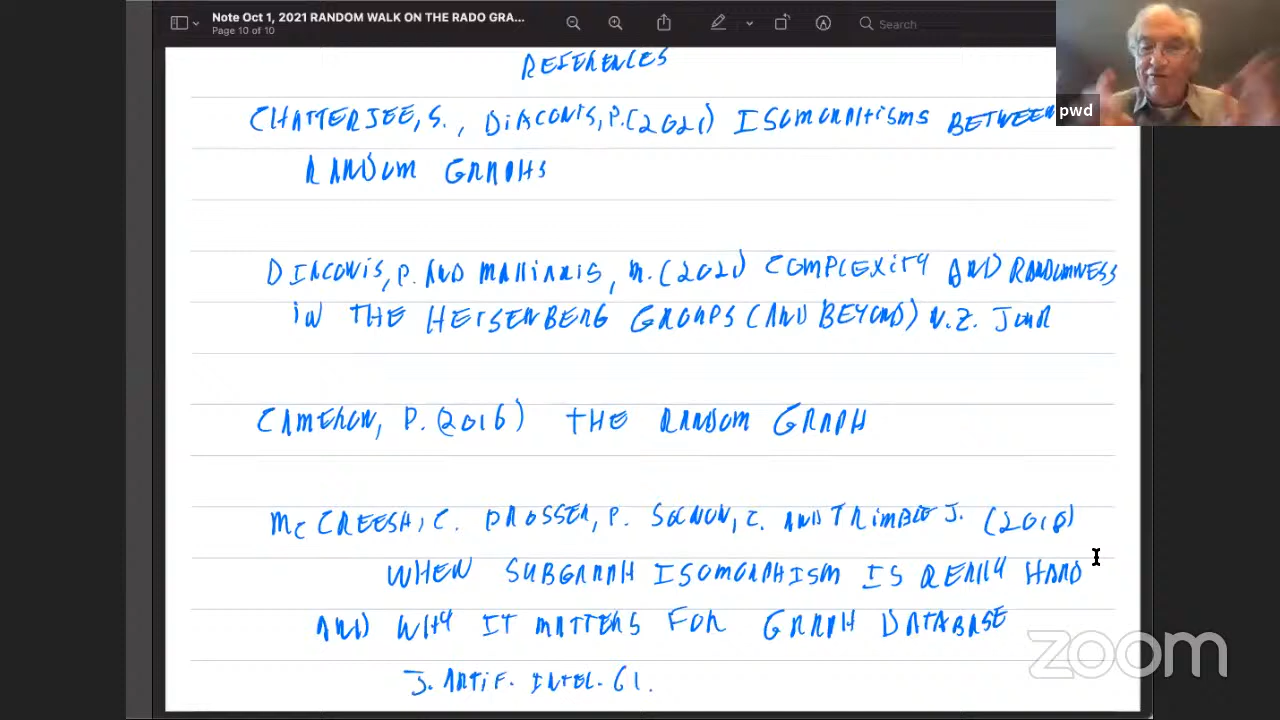 Note Oct 1, 2021 RANDOM WALK ON THE RADO GRA...
Page 10 of 10
Search
pwd
REFERENCES
CHATTERJEE, S., DIACONIS, P. (2021) ISOMORPHISMS BETWEEN
RANDOM GRAPHS
DIACONIS, P. AND MALLIARIS, M. (2021) COMPLEXITY AND RANDOMNESS
IN THE HEISENBERG GROUPS (AND BEYOND) N.Z. JOUR
CAMERON, P. (2016) THE RANDOM GRAPH
MCCREESH, C. PROSSER, P. SOLNON, C. AND TRIMBLE J. (2018)
WHEN SUBGRAPH ISOMORPHISM IS REALLY HARD
AND WHY IT MATTERS FOR GRAPH DATABASE
J. ARTIF. INTEL. 61.
zoom